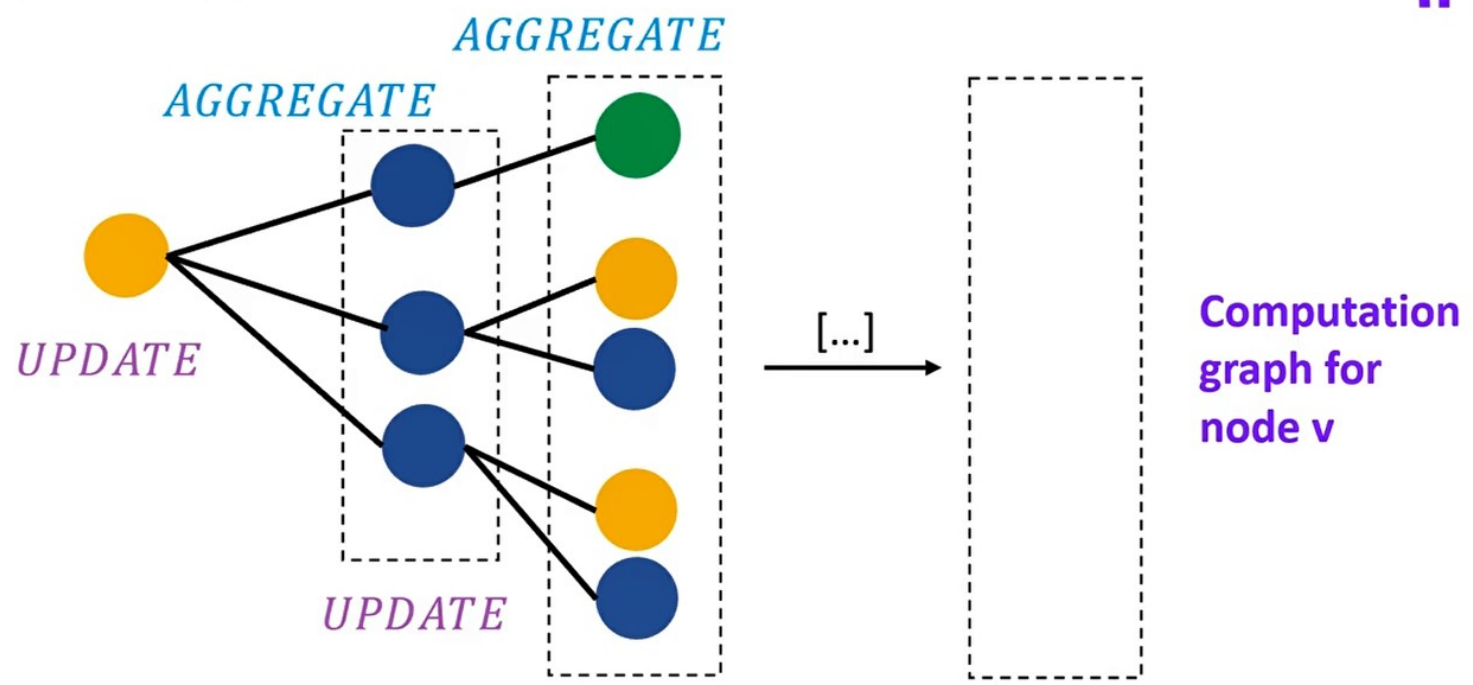 AGGREGATE
AGGREGATE
UPDATE
UPDATE
[...]
Computation
graph for
node v